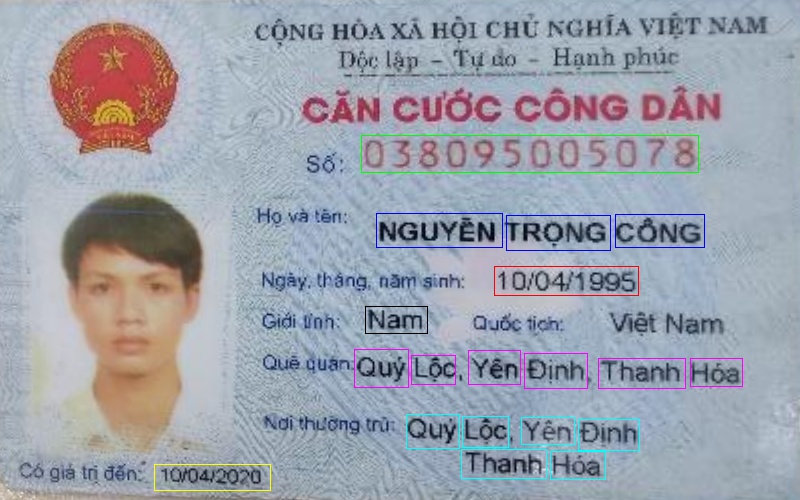 CỘNG HÒA XÃ HỘI CHỦ NGHĨA VIỆT NAM
Độc lập - Tự do - Hạnh phúc
CĂN CƯỚC CÔNG DÂN
Số: 038095005078
Họ và tên: NGUYỄN TRỌNG CÔNG
Ngày, tháng, năm sinh: 10/04/1995
Giới tính: Nam Quốc tịch: Việt Nam
Quê quán: Quý Lộc, Yên Định, Thanh Hóa
Nơi thường trú: Quý Lộc, Yên Định
Thanh Hóa
Có giá trị đến: 10/04/2020